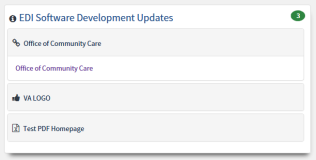 EDI Software Development Updates 3
Office of Community Care
Office of Community Care
VA LOGO
Test PDF Homepage